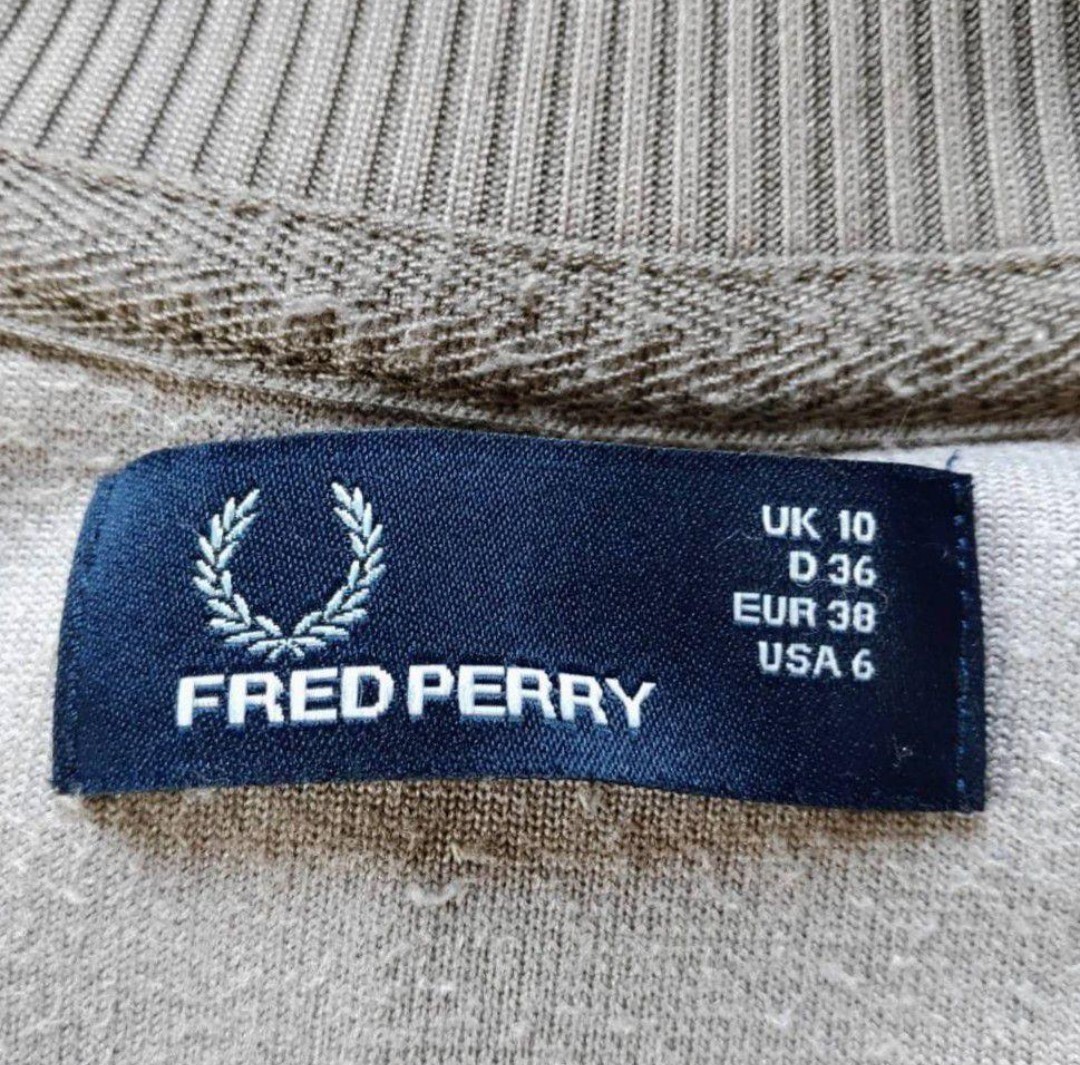 FRED PERRY
UK 10
D 36
EUR 38
USA 6